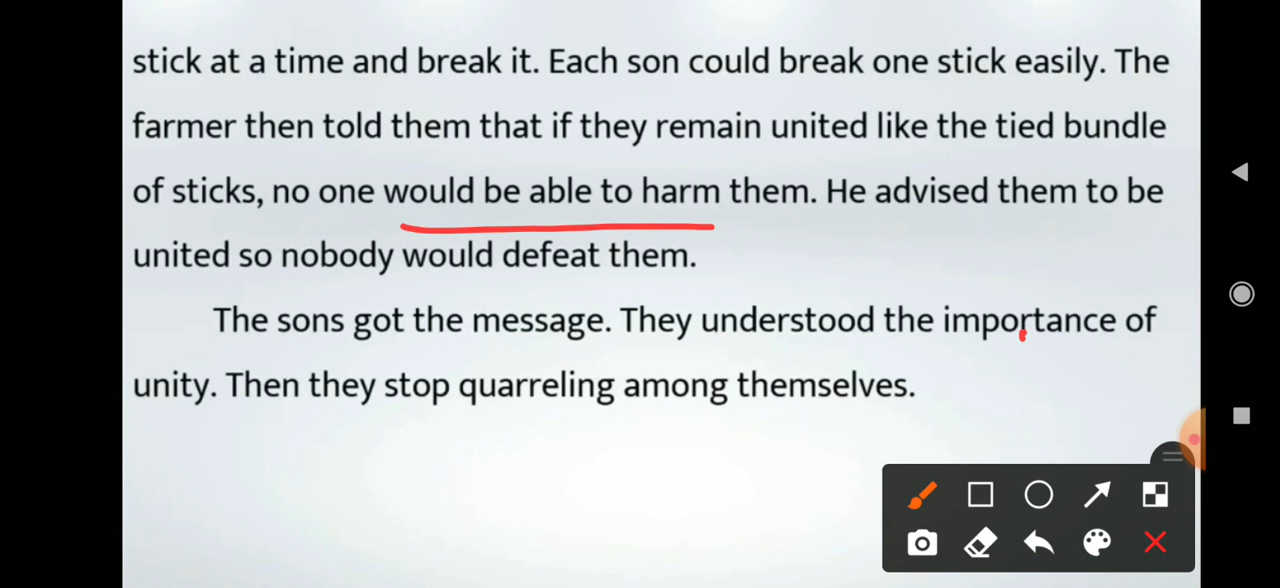 stick at a time and break it. Each son could break one stick easily. The
farmer then told them that if they remain united like the tied bundle
of sticks, no one would be able to harm them. He advised them to be
united so nobody would defeat them.
The sons got the message. They understood the importance of
unity. Then they stop quarreling among themselves.